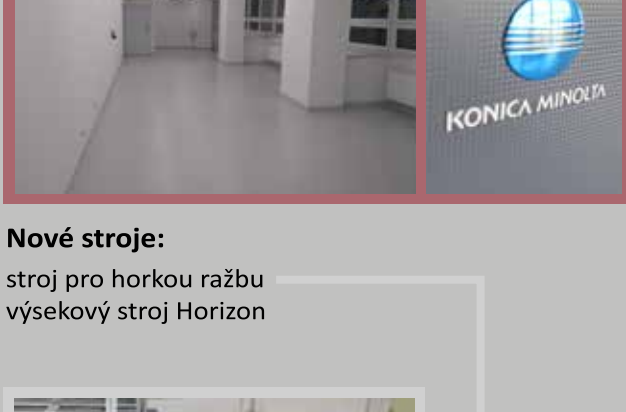 KONICA MINOLTA
Nové stroje:
stroj pro horkou ražbu
výsekový stroj Horizon